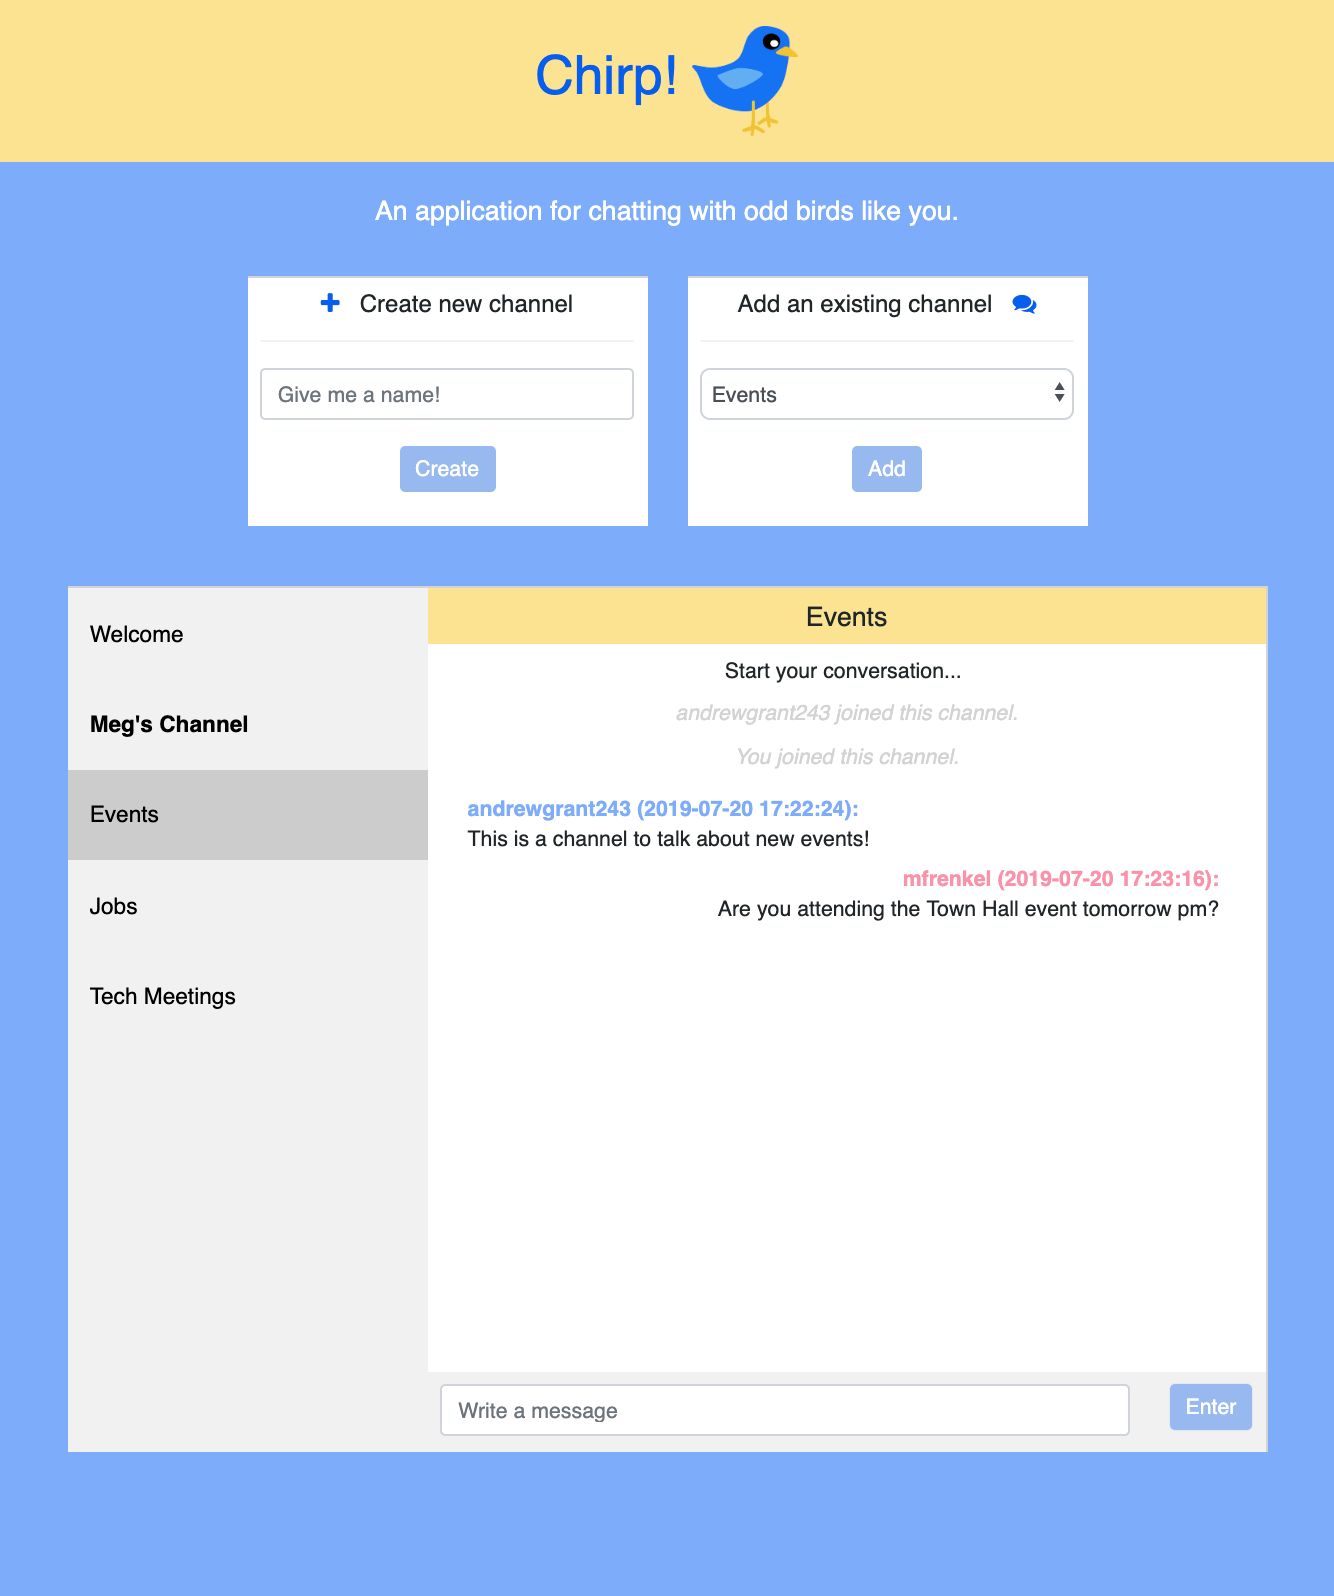 Chirp!
An application for chatting with odd birds like you.
Create new channel
Give me a name!
Create
Add an existing channel
Events
Add
Welcome
Meg's Channel
Events
Jobs
Tech Meetings
Events
Start your conversation...
andrewgrant243 joined this channel.
You joined this channel.
andrewgrant243 (2019-07-20 17:22:24):
This is a channel to talk about new events!
mfrenkel (2019-07-20 17:23:16):
Are you attending the Town Hall event tomorrow pm?
Write a message
Enter